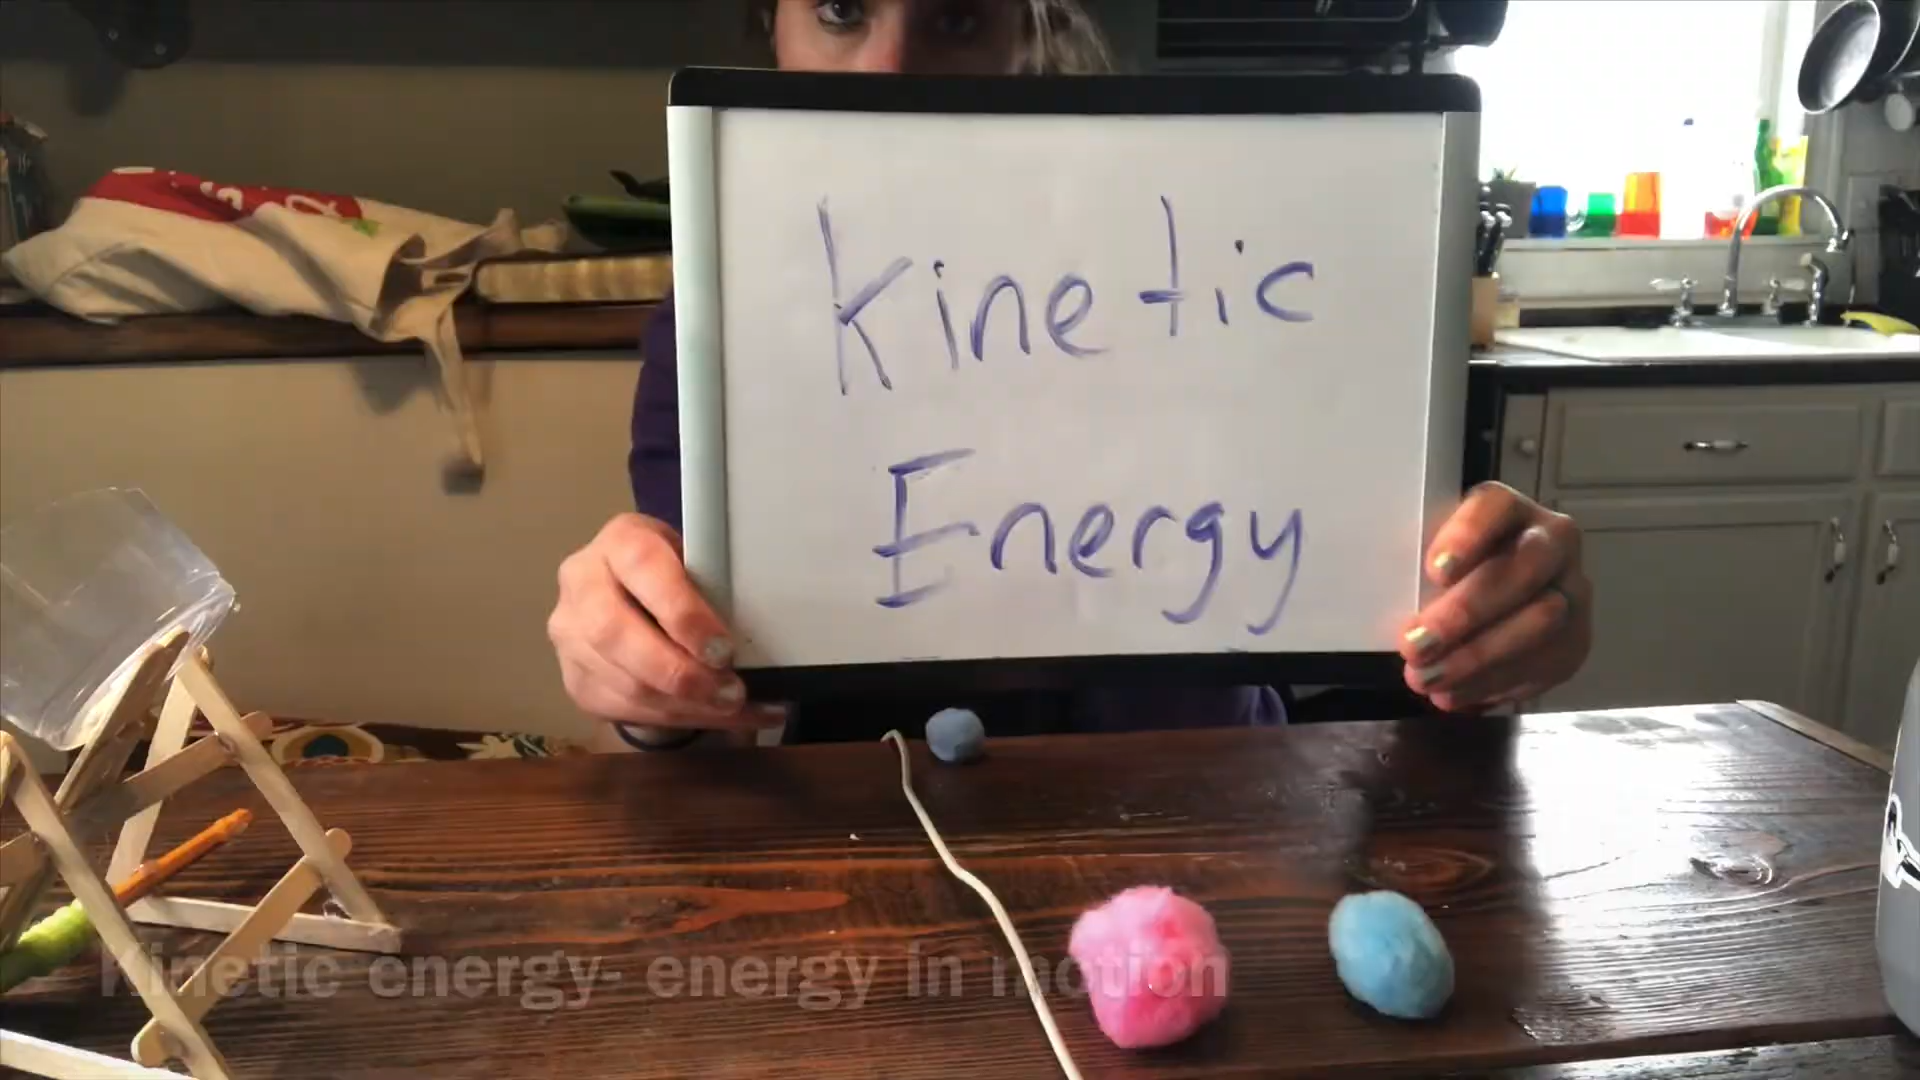 Kinetic
Energy
Kinetic energy- energy in motion